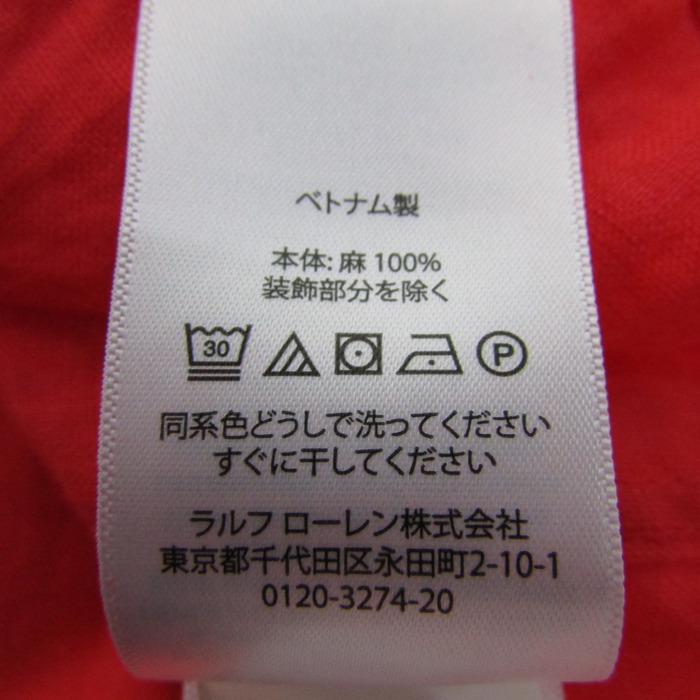 ベトナム製
本体: 麻 100%
装飾部分を除く
30 P
同系色どうしで洗ってください
すぐに干してください
ラルフ ローレン株式会社
東京都千代田区永田町2-10-1
0120-3274-20